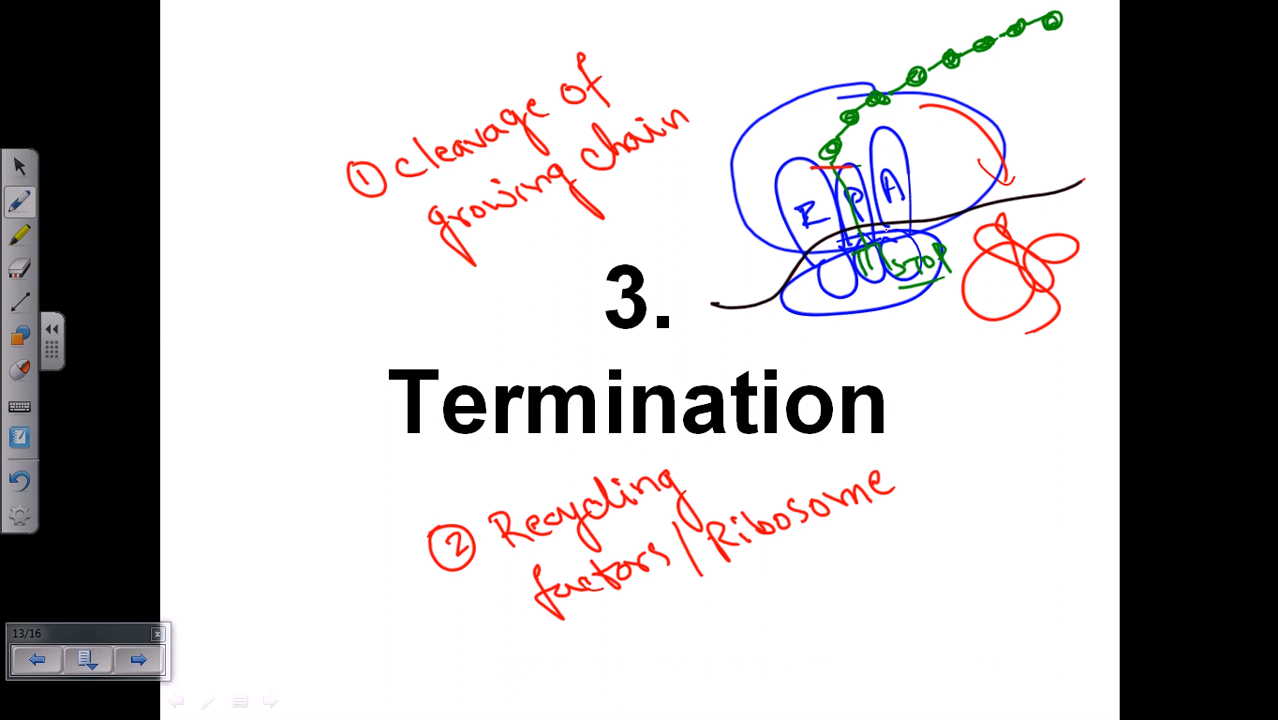 ① cleavage of
growing chain
E P A
STOP
3.
Termination
② Recycling
factors/Ribosome
13/16